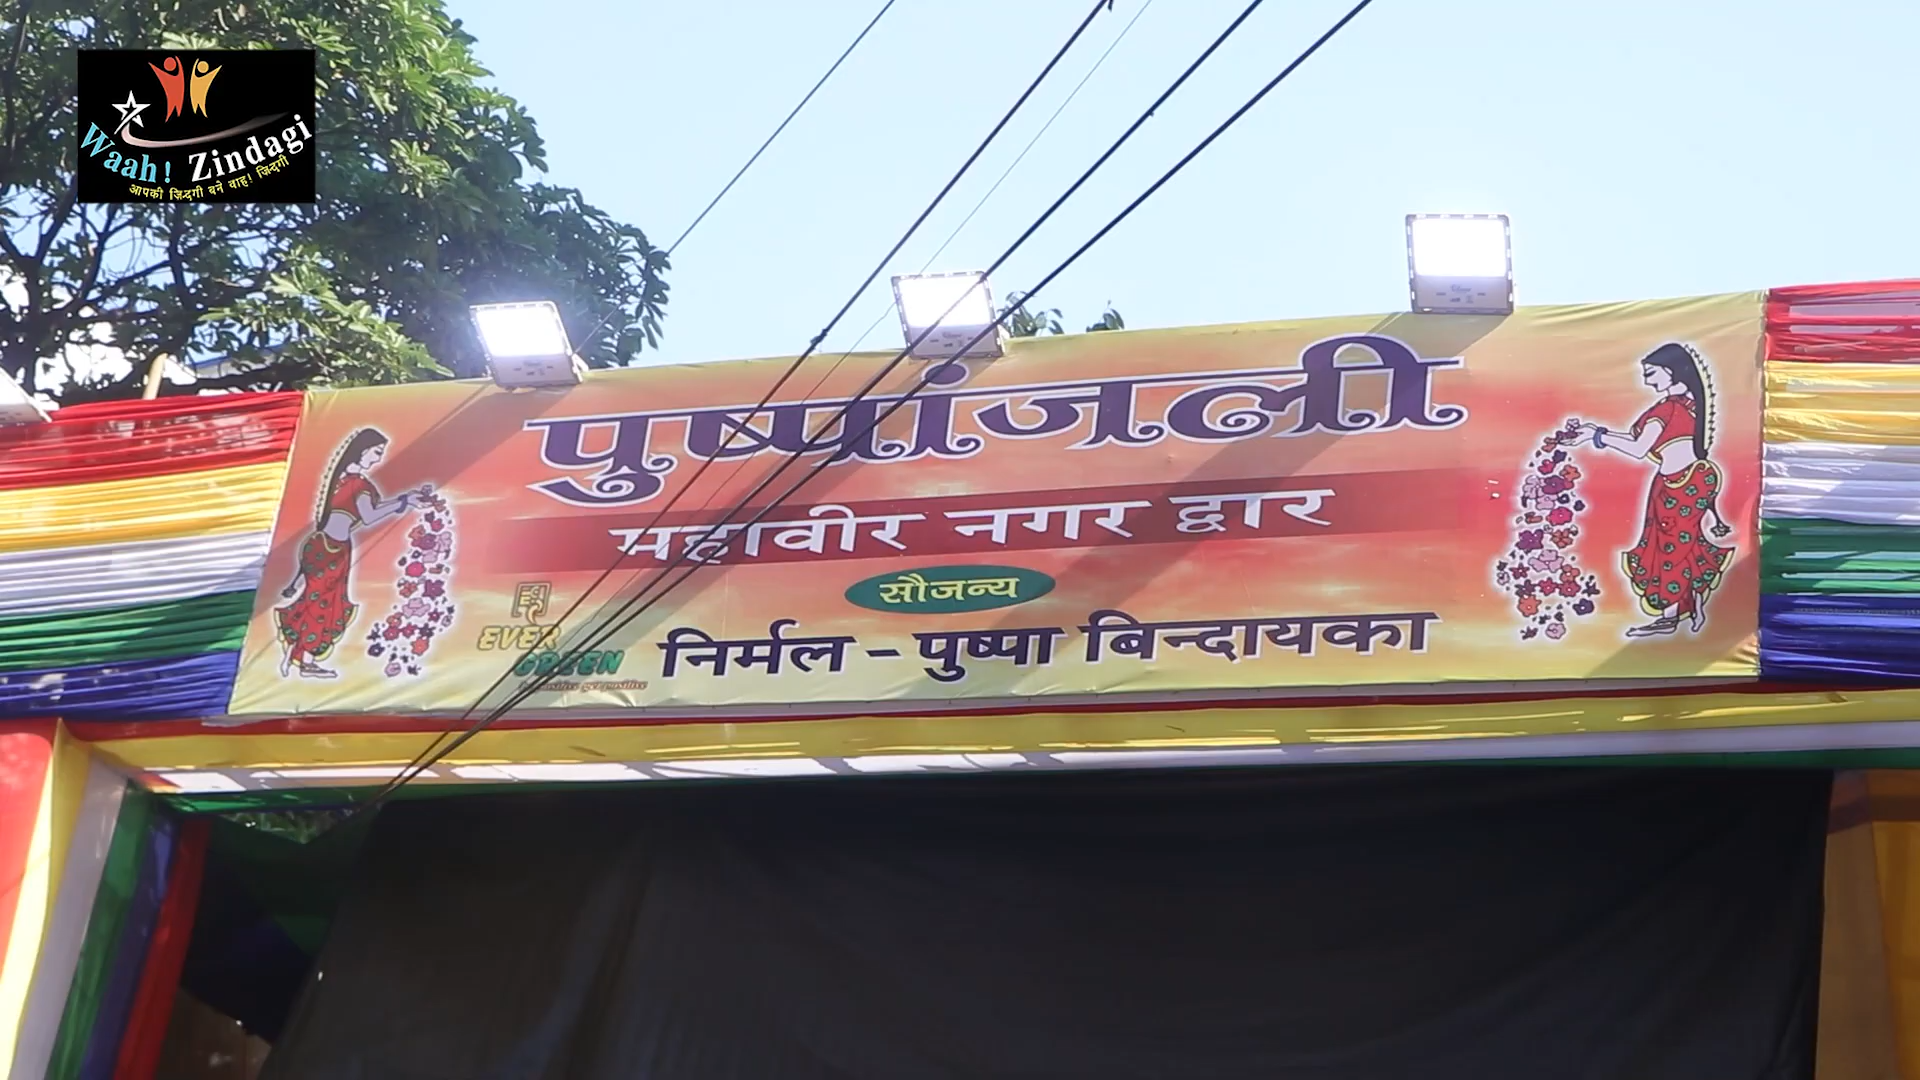 Waah! Zindagi
आपकी ज़िन्दगी बने वाह! ज़िन्दगी
पुष्पांजली
महावीर नगर द्वार
सौजन्य
EVER
GREEN
निर्मल - पुष्पा बिन्दायका